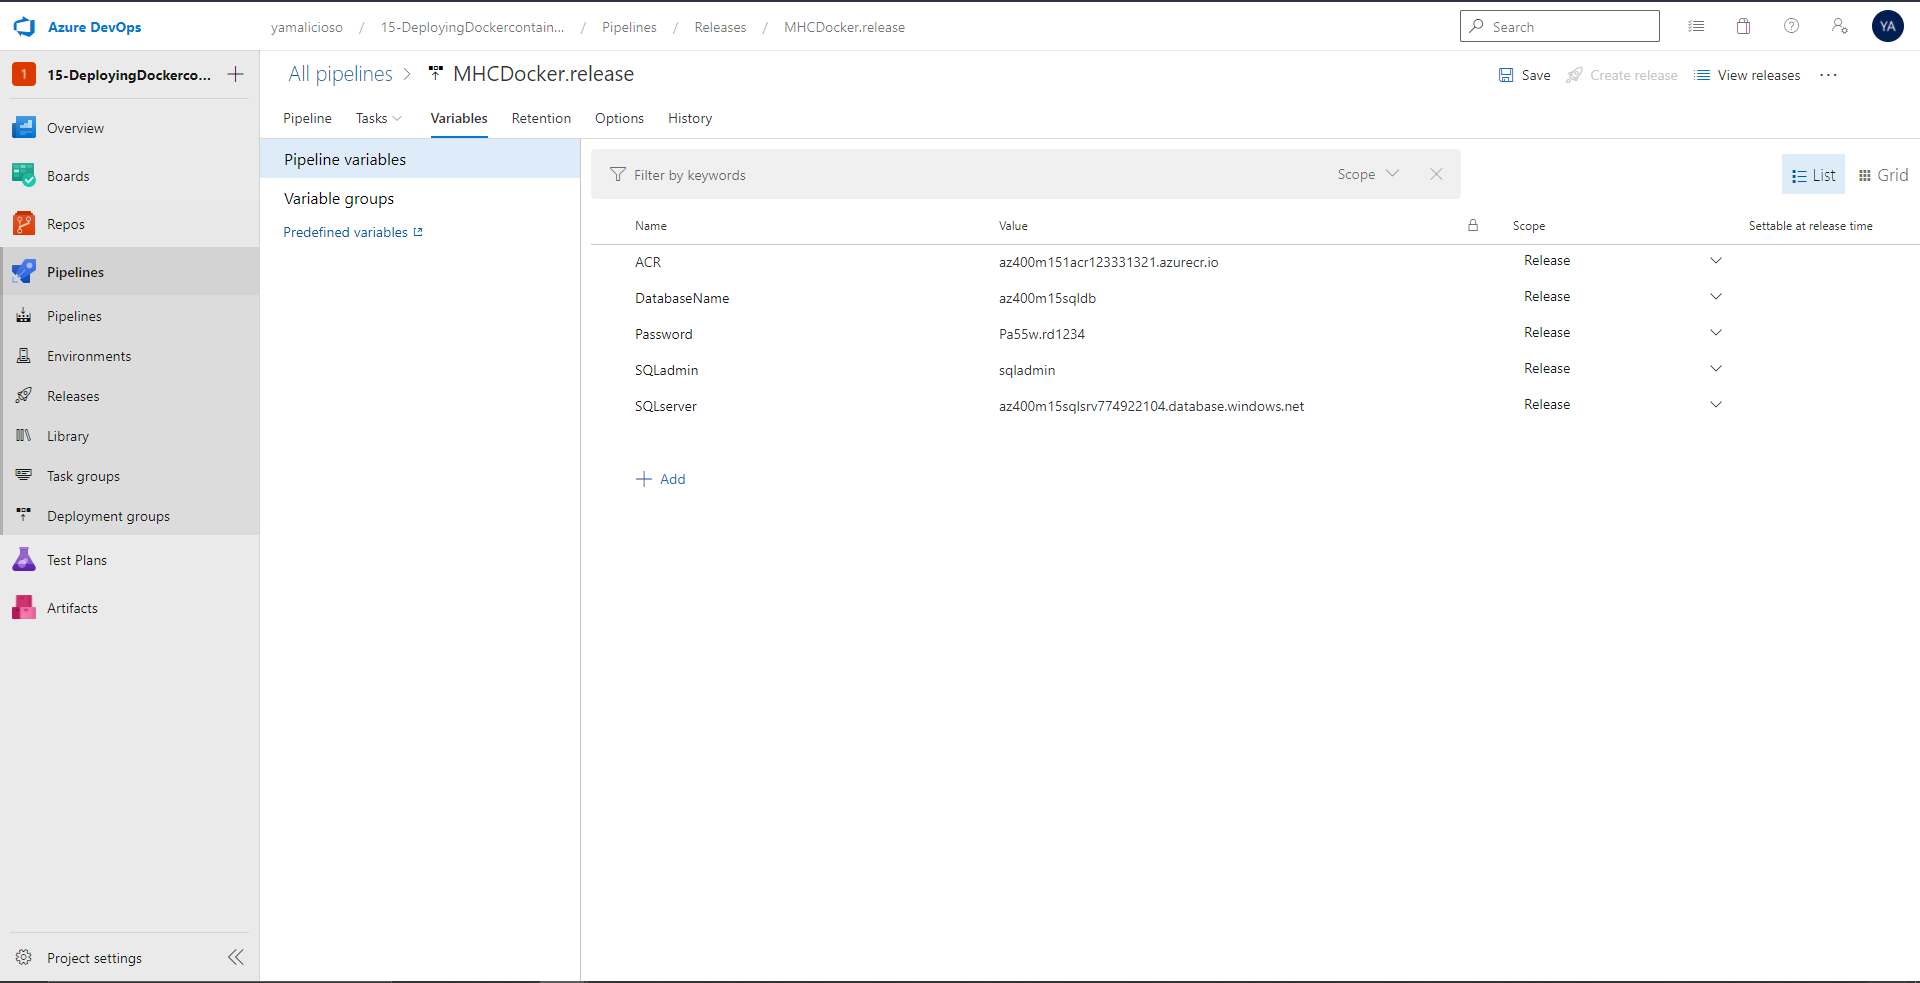 Azure DevOps
yamalicioso / 15-DeployingDockercontain... / Pipelines / Releases / MHCDocker.release
Search
YA
1 15-DeployingDockerco...
Overview
Boards
Repos
Pipelines
Pipelines
Environments
Releases
Library
Task groups
Deployment groups
Test Plans
Artifacts
Project settings
All pipelines > MHCDocker.release
Save
Create release
View releases
...
Pipeline Tasks Variables Retention Options History
Pipeline variables
Variable groups
Predefined variables
Filter by keywords
Scope
List
Grid
Name Value Scope Settable at release time
ACR az400m151acr123331321.azurecr.io Release
DatabaseName az400m15sqldb Release
Password Pa55w.rd1234 Release
SQLadmin sqladmin Release
SQLserver az400m15sqlsrv774922104.database.windows.net Release
Add